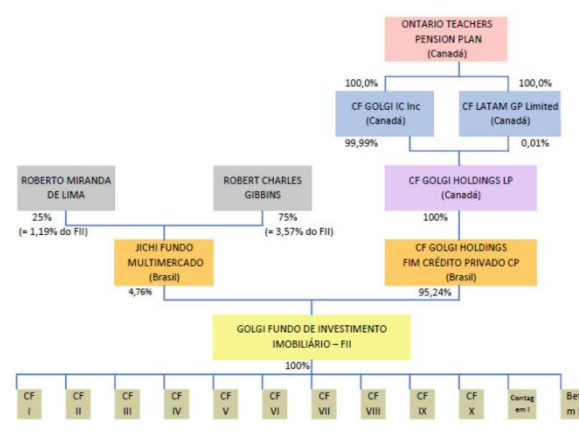 ONTARIO TEACHERS
PENSION PLAN
(Canadá)
100,0%
100,0%
CF GOLGI IC Inc
(Canadá)
CF LATAM GP Limited
(Canadá)
99,99%
0,01%
ROBERTO MIRANDA
DE LIMA
ROBERT CHARLES
GIBBINS
CF GOLGI HOLDINGS LP
(Canadá)
25%
(= 1,19% do FII)
75%
(= 3,57% do FII)
100%
JICHI FUNDO
MULTIMERCADO
(Brasil)
CF GOLGI HOLDINGS
FIM CRÉDITO PRIVADO CP
(Brasil)
4,76%
95,24%
GOLGI FUNDO DE INVESTIMENTO
IMOBILIÁRIO – FII
100%
CF
I
CF
II
CF
III
CF
IV
CF
V
CF
VI
CF
VII
CF
VIII
CF
IX
CF
X
Contag
em I
Bet
m I